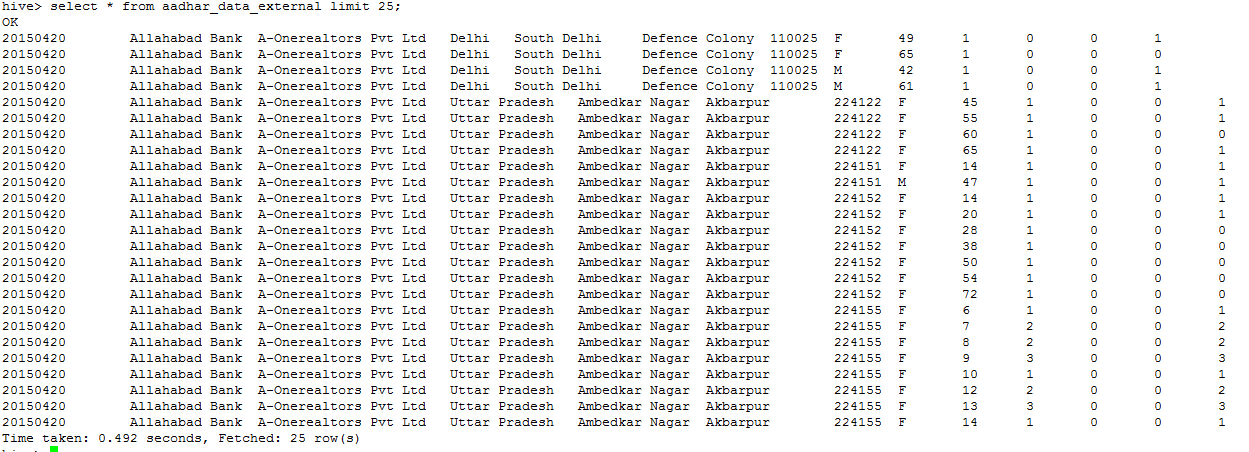 hive> select * from aadhar_data_external limit 25;
OK
20150420 Allahabad Bank A-Onerealtors Pvt Ltd Delhi South Delhi Defence Colony 110025 F 49 1 0 0 1
20150420 Allahabad Bank A-Onerealtors Pvt Ltd Delhi South Delhi Defence Colony 110025 F 65 1 0 0 0
20150420 Allahabad Bank A-Onerealtors Pvt Ltd Delhi South Delhi Defence Colony 110025 M 42 1 0 0 1
20150420 Allahabad Bank A-Onerealtors Pvt Ltd Delhi South Delhi Defence Colony 110025 M 61 1 0 0 1
20150420 Allahabad Bank A-Onerealtors Pvt Ltd Uttar Pradesh Ambedkar Nagar Akbarpur 224122 F 45 1 0 0 1
20150420 Allahabad Bank A-Onerealtors Pvt Ltd Uttar Pradesh Ambedkar Nagar Akbarpur 224122 F 55 1 0 0 1
20150420 Allahabad Bank A-Onerealtors Pvt Ltd Uttar Pradesh Ambedkar Nagar Akbarpur 224122 F 60 1 0 0 0
20150420 Allahabad Bank A-Onerealtors Pvt Ltd Uttar Pradesh Ambedkar Nagar Akbarpur 224122 F 65 1 0 0 1
20150420 Allahabad Bank A-Onerealtors Pvt Ltd Uttar Pradesh Ambedkar Nagar Akbarpur 224151 F 14 1 0 0 1
20150420 Allahabad Bank A-Onerealtors Pvt Ltd Uttar Pradesh Ambedkar Nagar Akbarpur 224151 M 47 1 0 0 1
20150420 Allahabad Bank A-Onerealtors Pvt Ltd Uttar Pradesh Ambedkar Nagar Akbarpur 224152 F 14 1 0 0 1
20150420 Allahabad Bank A-Onerealtors Pvt Ltd Uttar Pradesh Ambedkar Nagar Akbarpur 224152 F 20 1 0 0 1
20150420 Allahabad Bank A-Onerealtors Pvt Ltd Uttar Pradesh Ambedkar Nagar Akbarpur 224152 F 28 1 0 0 0
20150420 Allahabad Bank A-Onerealtors Pvt Ltd Uttar Pradesh Ambedkar Nagar Akbarpur 224152 F 38 1 0 0 0
20150420 Allahabad Bank A-Onerealtors Pvt Ltd Uttar Pradesh Ambedkar Nagar Akbarpur 224152 F 50 1 0 0 0
20150420 Allahabad Bank A-Onerealtors Pvt Ltd Uttar Pradesh Ambedkar Nagar Akbarpur 224152 F 54 1 0 0 0
20150420 Allahabad Bank A-Onerealtors Pvt Ltd Uttar Pradesh Ambedkar Nagar Akbarpur 224152 F 72 1 0 0 0
20150420 Allahabad Bank A-Onerealtors Pvt Ltd Uttar Pradesh Ambedkar Nagar Akbarpur 224155 F 6 1 0 0 1
20150420 Allahabad Bank A-Onerealtors Pvt Ltd Uttar Pradesh Ambedkar Nagar Akbarpur 224155 F 7 2 0 0 2
20150420 Allahabad Bank A-Onerealtors Pvt Ltd Uttar Pradesh Ambedkar Nagar Akbarpur 224155 F 8 2 0 0 2
20150420 Allahabad Bank A-Onerealtors Pvt Ltd Uttar Pradesh Ambedkar Nagar Akbarpur 224155 F 9 3 0 0 3
20150420 Allahabad Bank A-Onerealtors Pvt Ltd Uttar Pradesh Ambedkar Nagar Akbarpur 224155 F 10 1 0 0 1
20150420 Allahabad Bank A-Onerealtors Pvt Ltd Uttar Pradesh Ambedkar Nagar Akbarpur 224155 F 12 2 0 0 2
20150420 Allahabad Bank A-Onerealtors Pvt Ltd Uttar Pradesh Ambedkar Nagar Akbarpur 224155 F 13 3 0 0 3
20150420 Allahabad Bank A-Onerealtors Pvt Ltd Uttar Pradesh Ambedkar Nagar Akbarpur 224155 F 14 1 0 0 1
Time taken: 0.492 seconds, Fetched: 25 row(s)